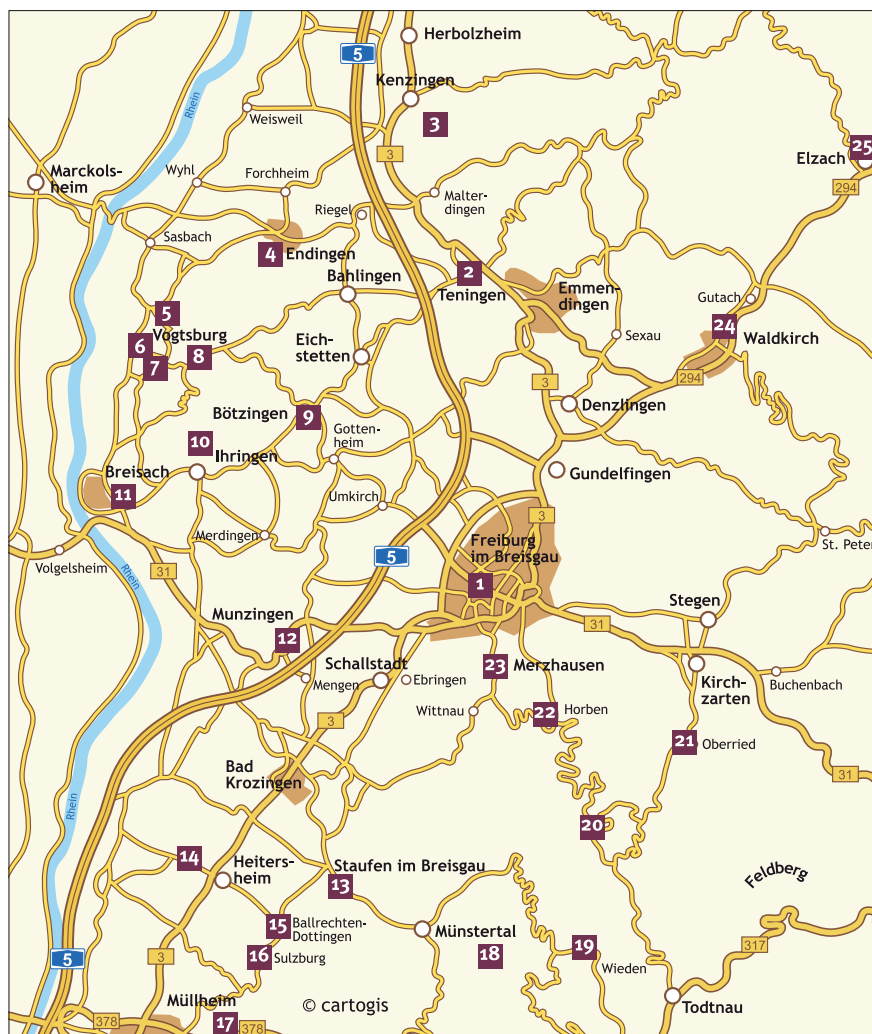 Herbolzheim
5
Rhein
Kenzingen
Weisweil
3
3
25
Elzach
Marckols-
heim
Wyhl
Forchheim
Malter-
dingen
294
Riegel
Sasbach
4
Endingen
2
Bahlingen
Teningen
Emmen-
dingen
Gutach
5
Vogtsburg
6
7
8
Eich-
stetten
Sexau
24
Waldkirch
294
3
Bötzingen
9
Denzlingen
10
Ihringen
Gotten-
heim
Breisach
11
Gundelfingen
Umkirch
3
Merdingen
Freiburg
im Breisgau
St. Peter
Volgelsheim
Rhein
31
5
1
Stegen
Munzingen
12
31
Schallstadt
Mengen
Ebringen
23
Merzhausen
Kirch-
zarten
Buchenbach
3
Wittnau
22
Horben
21
Oberried
Bad
Krozingen
31
Rhein
20
14
Heiters-
heim
Staufen im Breisgau
13
Feldberg
15
Ballrechten-
Dottingen
Münstertal
18
19
317
5
3
16
Sulzburg
Wieden
Müllheim
378
17
378
© cartogis
Todtnau